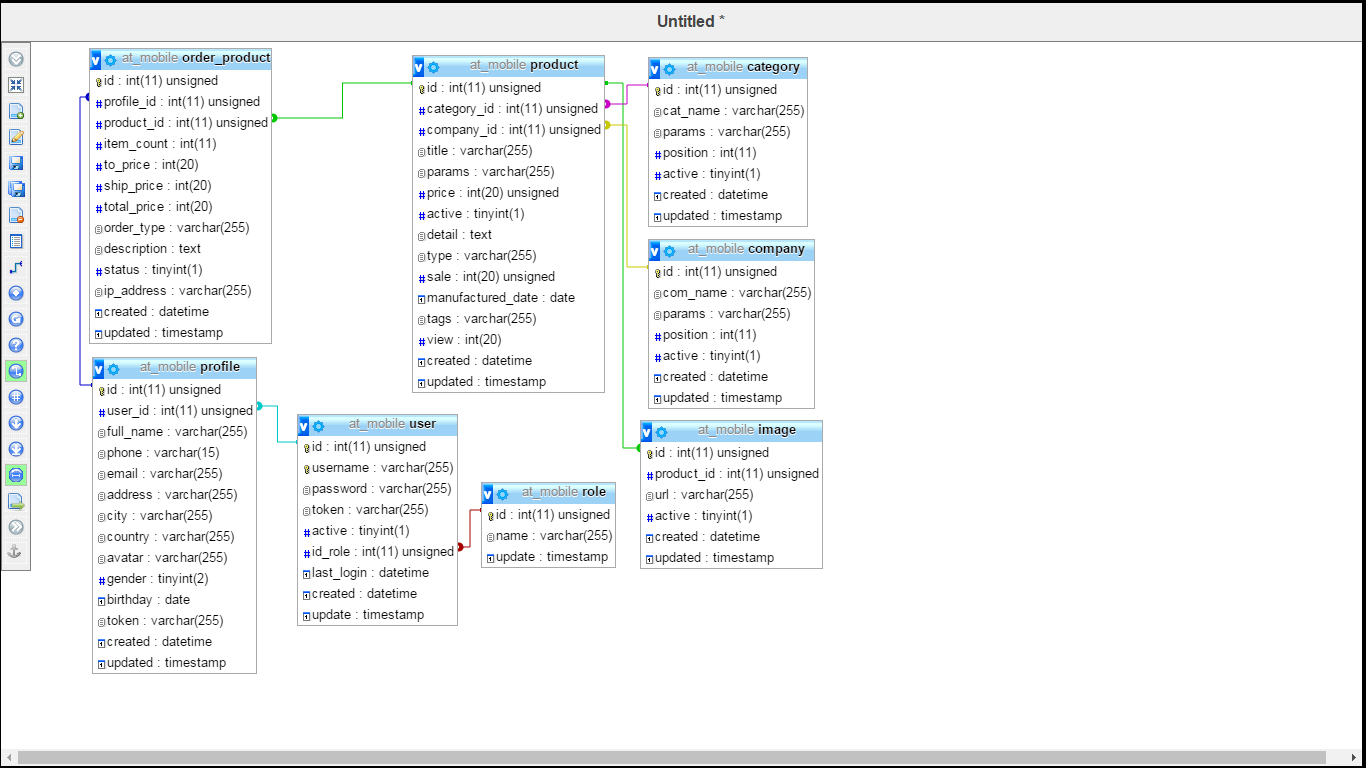 Untitled *
at_mobile order_product
id : int(11) unsigned
profile_id : int(11) unsigned
product_id : int(11) unsigned
item_count : int(11)
to_price : int(20)
ship_price : int(20)
total_price : int(20)
order_type : varchar(255)
description : text
status : tinyint(1)
ip_address : varchar(255)
created : datetime
updated : timestamp
at_mobile product
id : int(11) unsigned
category_id : int(11) unsigned
company_id : int(11) unsigned
title : varchar(255)
params : varchar(255)
price : int(20) unsigned
active : tinyint(1)
detail : text
type : varchar(255)
sale : int(20) unsigned
manufactured_date : date
tags : varchar(255)
view : int(20)
created : datetime
updated : timestamp
at_mobile category
id : int(11) unsigned
cat_name : varchar(255)
params : varchar(255)
position : int(11)
active : tinyint(1)
created : datetime
updated : timestamp
at_mobile company
id : int(11) unsigned
com_name : varchar(255)
params : varchar(255)
position : int(11)
active : tinyint(1)
created : datetime
updated : timestamp
at_mobile profile
id : int(11) unsigned
user_id : int(11) unsigned
full_name : varchar(255)
phone : varchar(15)
email : varchar(255)
address : varchar(255)
city : varchar(255)
country : varchar(255)
avatar : varchar(255)
gender : tinyint(2)
birthday : date
token : varchar(255)
created : datetime
updated : timestamp
at_mobile user
id : int(11) unsigned
username : varchar(255)
password : varchar(255)
token : varchar(255)
active : tinyint(1)
id_role : int(11) unsigned
last_login : datetime
created : datetime
update : timestamp
at_mobile role
id : int(11) unsigned
name : varchar(255)
update : timestamp
at_mobile image
id : int(11) unsigned
product_id : int(11) unsigned
url : varchar(255)
active : tinyint(1)
created : datetime
updated : timestamp